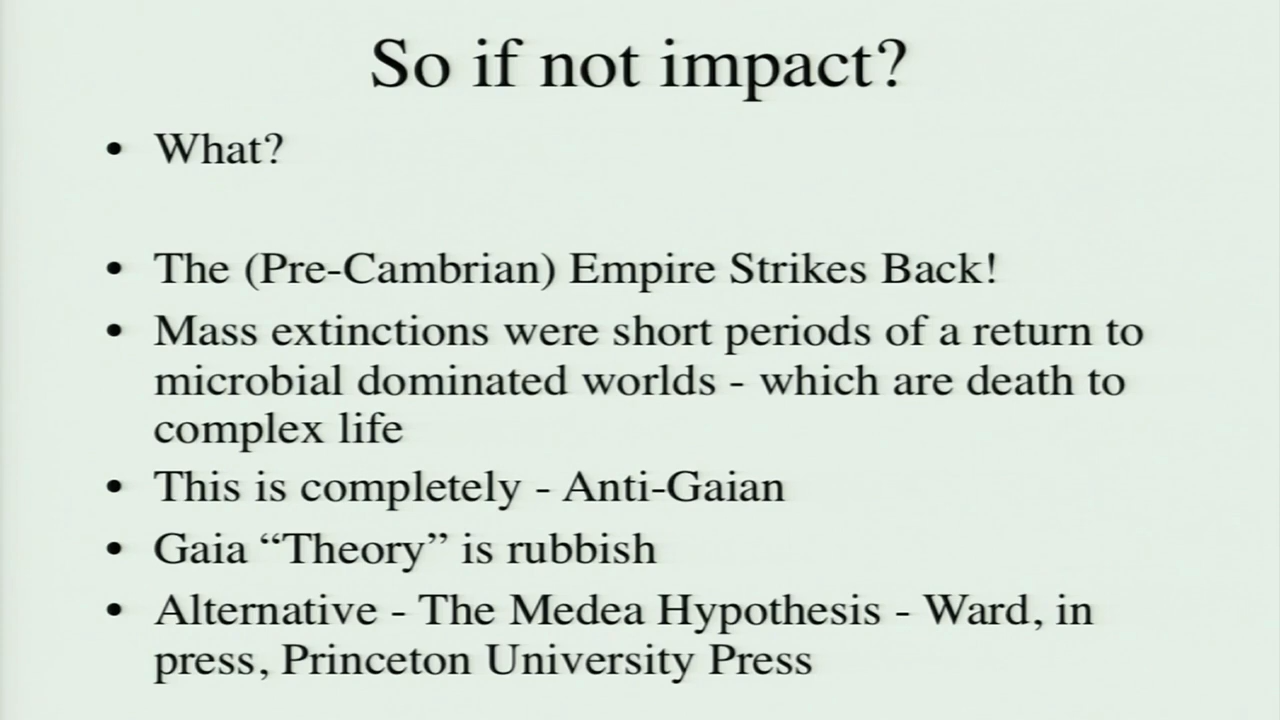 So if not impact?
• What?
• The (Pre-Cambrian) Empire Strikes Back!
• Mass extinctions were short periods of a return to
microbial dominated worlds - which are death to
complex life
• This is completely - Anti-Gaian
• Gaia “Theory” is rubbish
• Alternative - The Medea Hypothesis - Ward, in
press, Princeton University Press